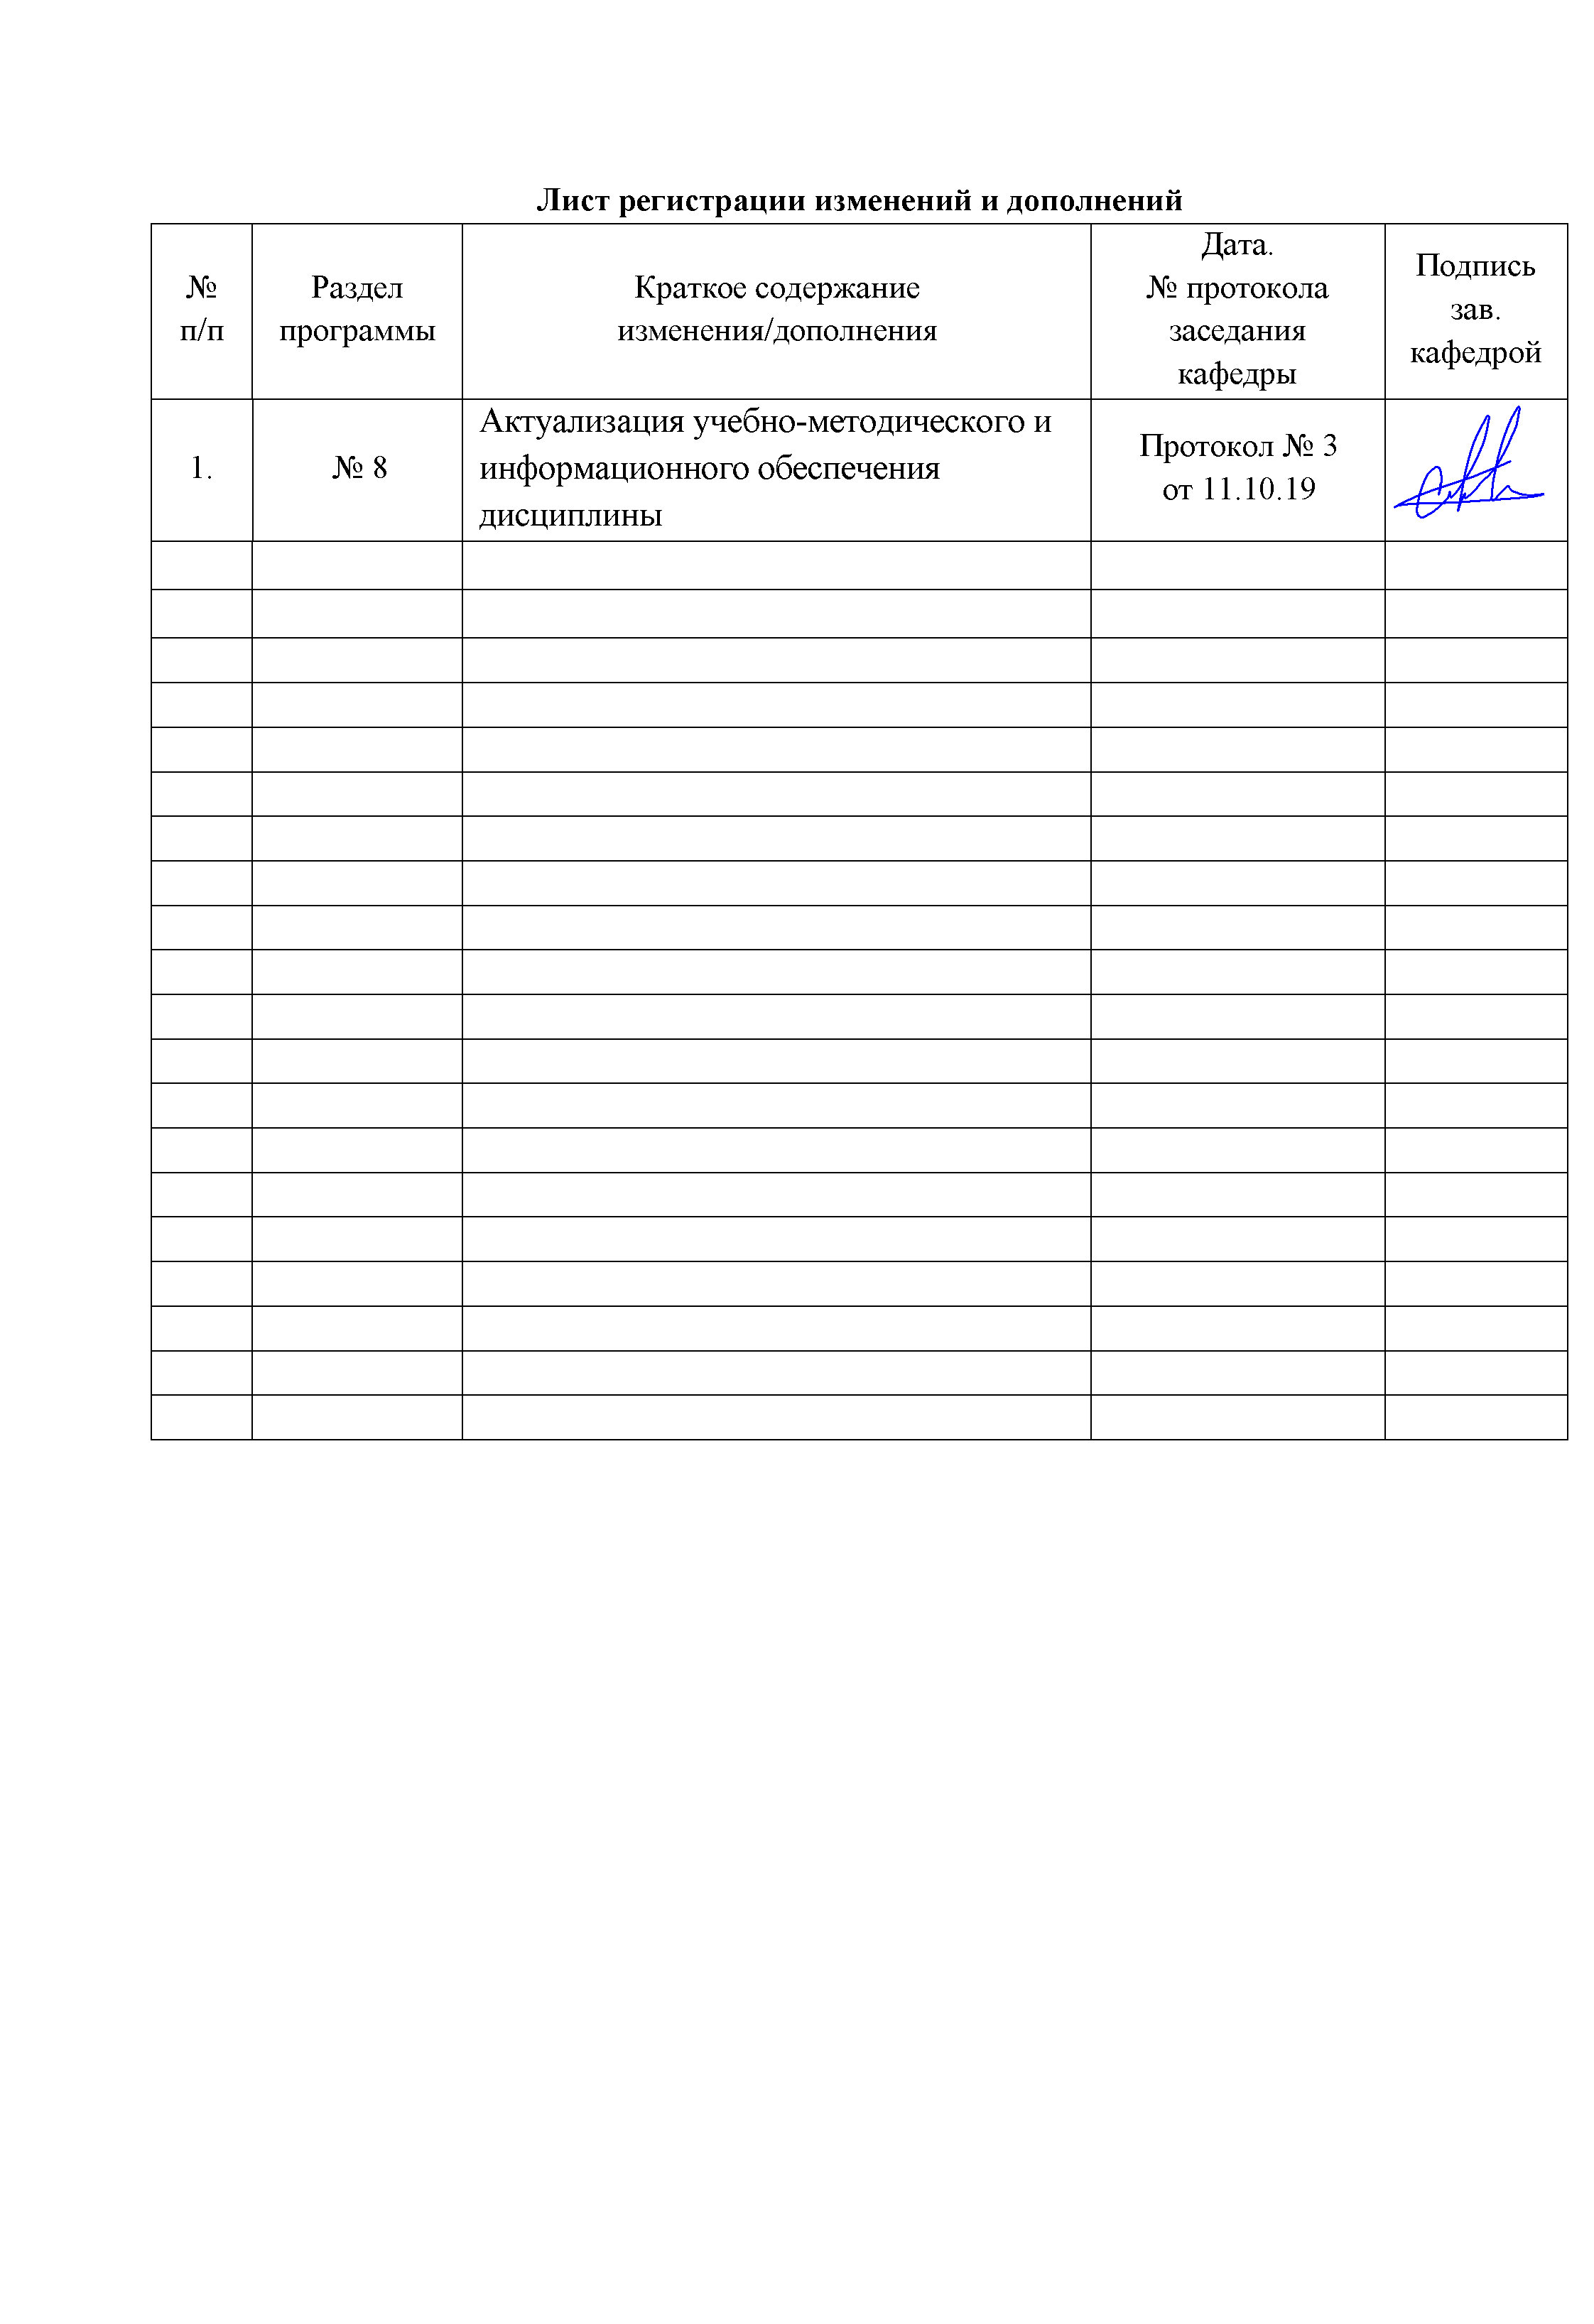 Лист регистрации изменений и дополнений
№
п/п
Раздел
программы
Краткое содержание
изменения/дополнения
Дата.
№ протокола
заседания
кафедры
Подпись
зав.
кафедрой
1.
№ 8
Актуализация учебно-методического и
информационного обеспечения
дисциплины
Протокол № 3
от 11.10.19